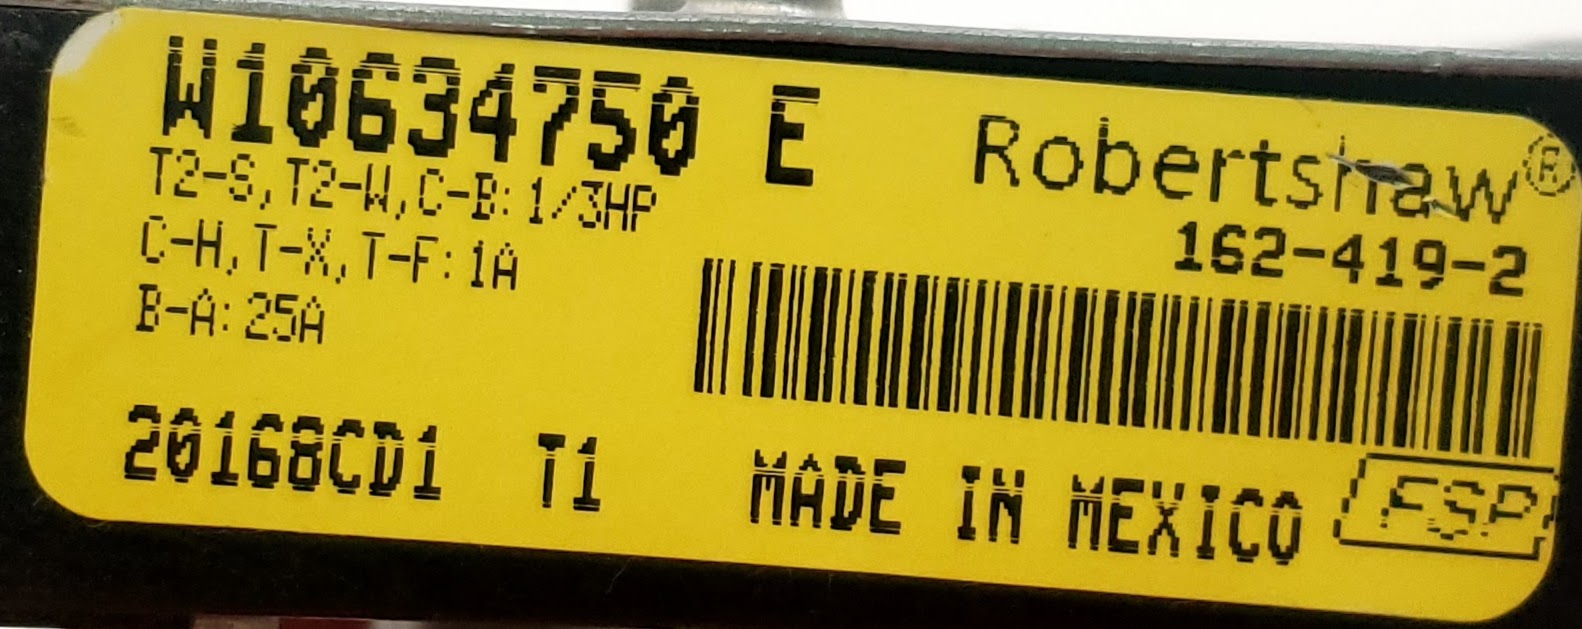 W10634750 E
Robertshaw®
T2-S,T2-W,C-B:1/3HP
162-419-2
C-H,T-X,T-F:1A
B-A:25A
20168CD1 T1 MADE IN MEXICO FSP